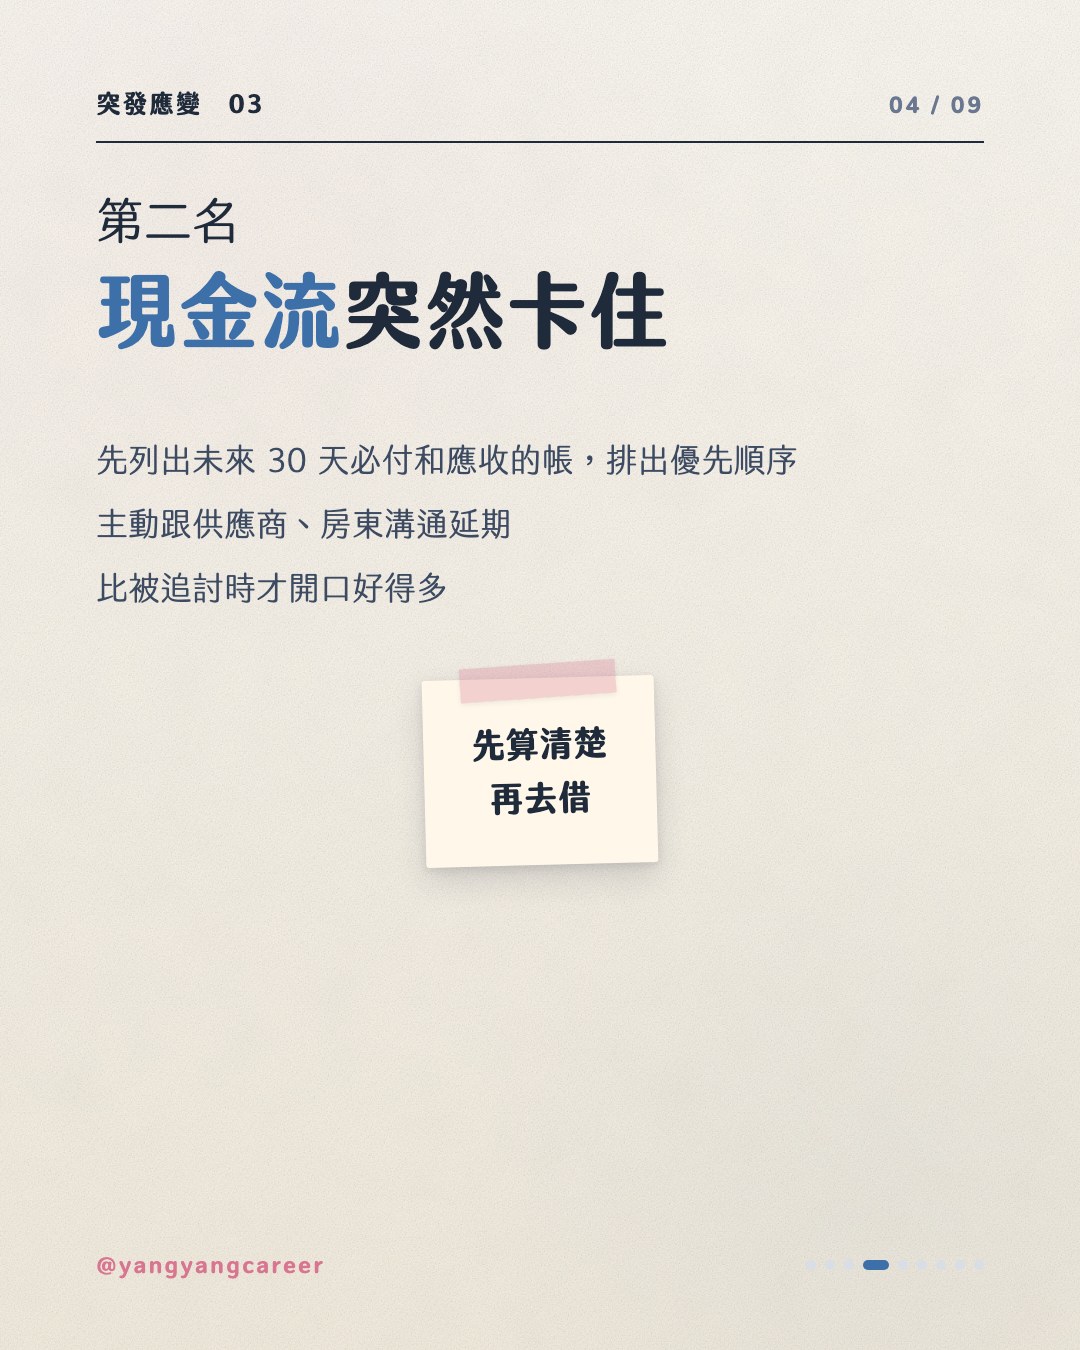 突發應變　03
04 / 09
第二名
現金流突然卡住
先列出未來 30 天必付和應收的帳，排出優先順序
主動跟供應商、房東溝通延期
比被追討時才開口好得多
先算清楚
再去借
@yangyangcareer